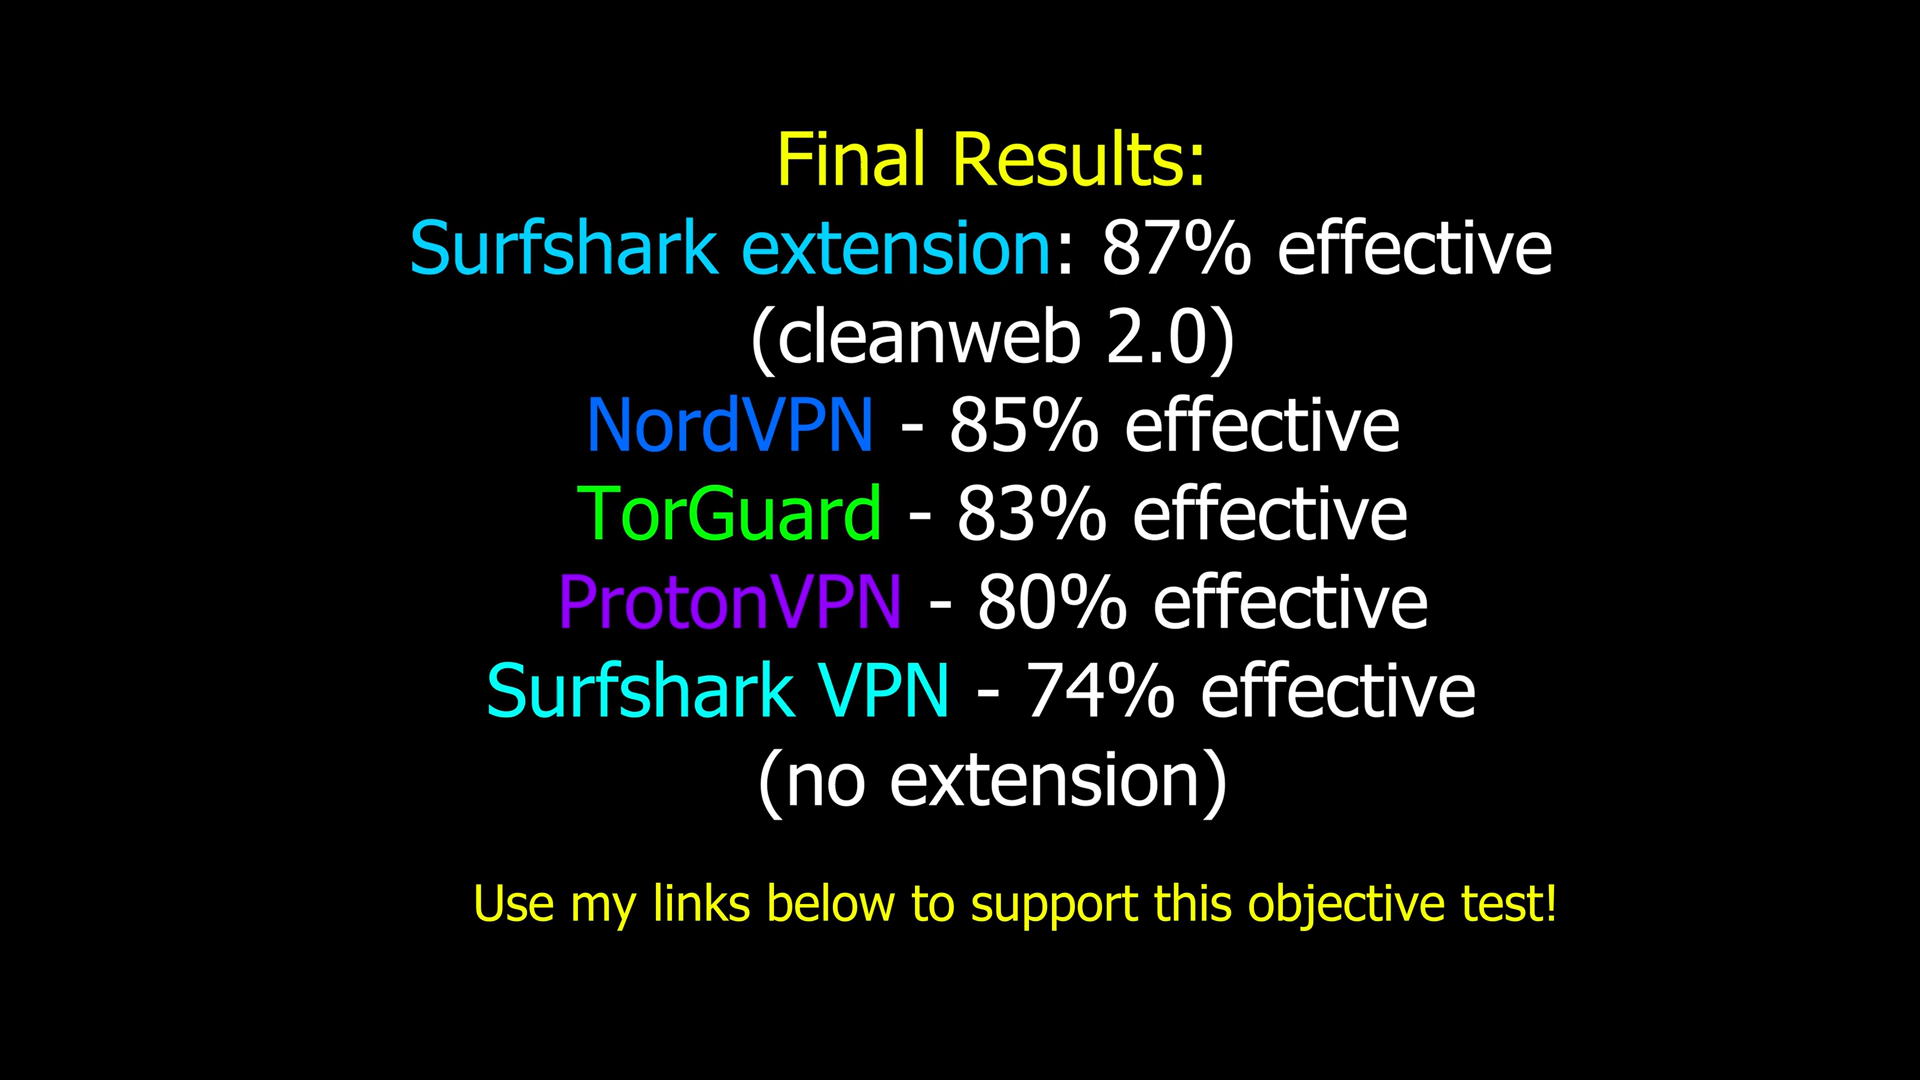 Final Results:
Surfshark extension: 87% effective
(cleanweb 2.0)
NordVPN - 85% effective
TorGuard - 83% effective
ProtonVPN - 80% effective
Surfshark VPN - 74% effective
(no extension)
Use my links below to support this objective test!